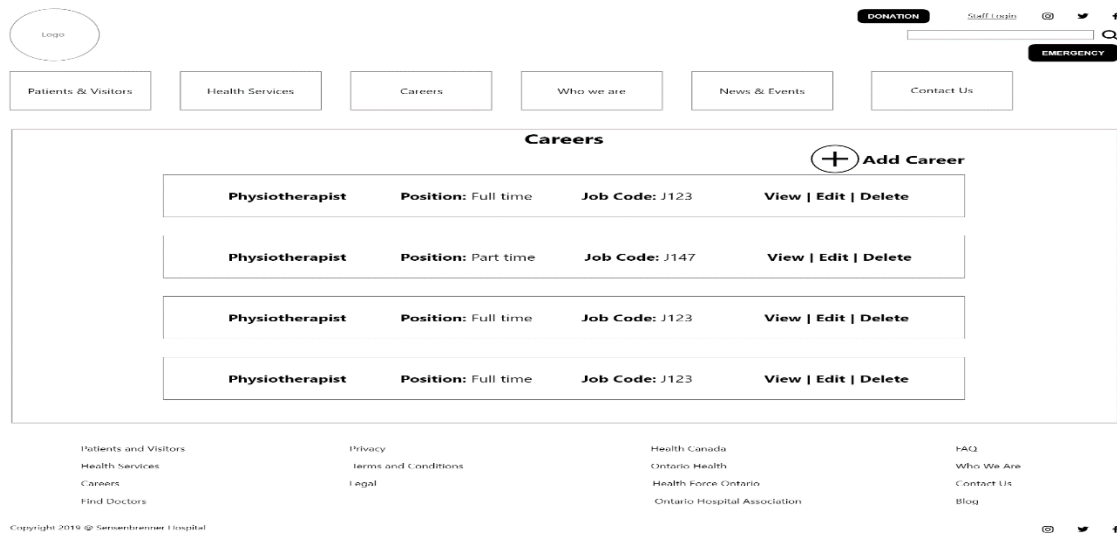 DONATION Staff Login
Logo
EMERGENCY
Patients & Visitors Health Services Careers Who we are News & Events Contact Us
Careers
Add Career
Physiotherapist Position: Full time Job Code: J123 View | Edit | Delete
Physiotherapist Position: Part time Job Code: J147 View | Edit | Delete
Physiotherapist Position: Full time Job Code: J123 View | Edit | Delete
Physiotherapist Position: Full time Job Code: J123 View | Edit | Delete
Patients and Visitors Privacy Health Canada FAQ
Health Services Terms and Conditions Ontario Health Who We Are
Careers Legal Health Force Ontario Contact Us
Find Doctors Ontario Hospital Association Blog
Copyright 2019 @ Sensenbrenner Hospital